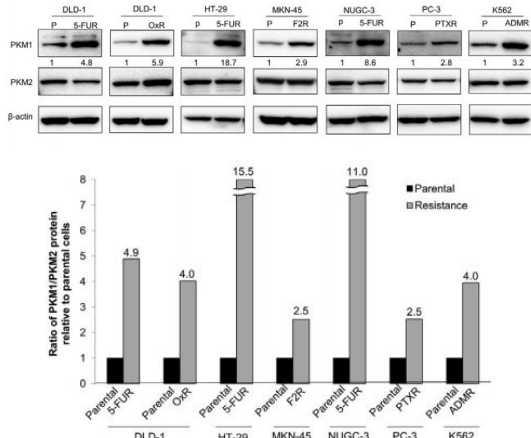 DLD-1 DLD-1 HT-29 MKN-45 NUGC-3 PC-3 K562
P 5-FUR P OxR p 5-FUR P F2R P 5-FUR p PTXR P ADMR
PKM1
1 4.8 1 5.9 1 18.7 1 2.9 1 8.6 1 2.8 1 3.2
PKM2
β-actin
Ratio of PKM1/PKM2 protein
relative to parental cells
8
7
6
5
4
3
2
1
0
4.9
4.0
15.5
2.5
11.0
2.5
4.0
Parental
Resistance
Parental 5-FUR Parental OxR Parental 5-FUR Parental F2R Parental 5-FUR Parental PTXR Parental ADMR
DLD-1 HT-29 MKN-45 NUGC-3 PC-3 K562